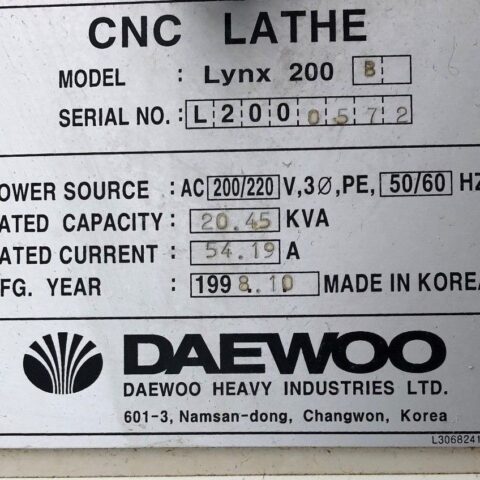 CNC LATHE
MODEL : Lynx 200 B
SERIAL NO.: L2000572
OWER SOURCE : AC 200/220 V,3Ø,PE, 50/60 HZ
ATED CAPACITY: 20.45 KVA
ATED CURRENT : 54.19 A
FG. YEAR : 1998.10 MADE IN KOREA
DAEWOO
DAEWOO HEAVY INDUSTRIES LTD.
601-3, Namsan-dong, Changwon, Korea
L3068241